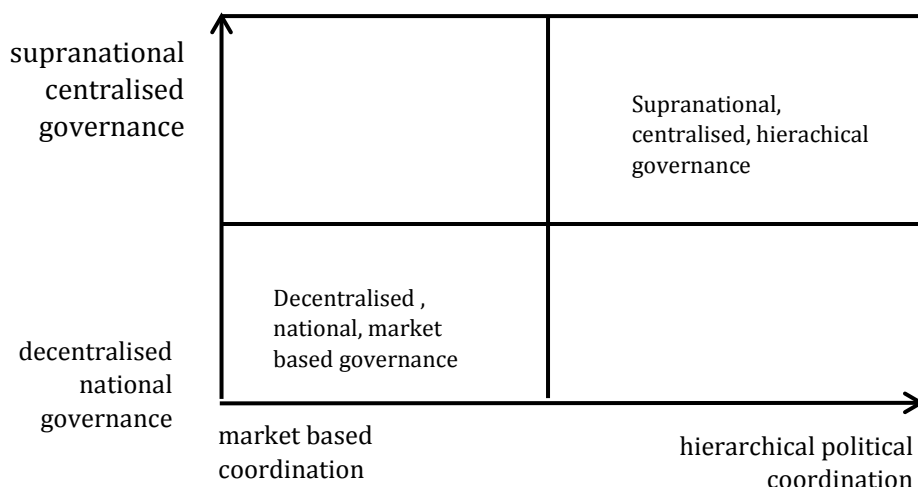 supranational
centralised
governance
Supranational,
centralised, hierachical
governance
Decentralised ,
national, market
based governance
decentralised
national
governance
market based
coordination
hierarchical political
coordination